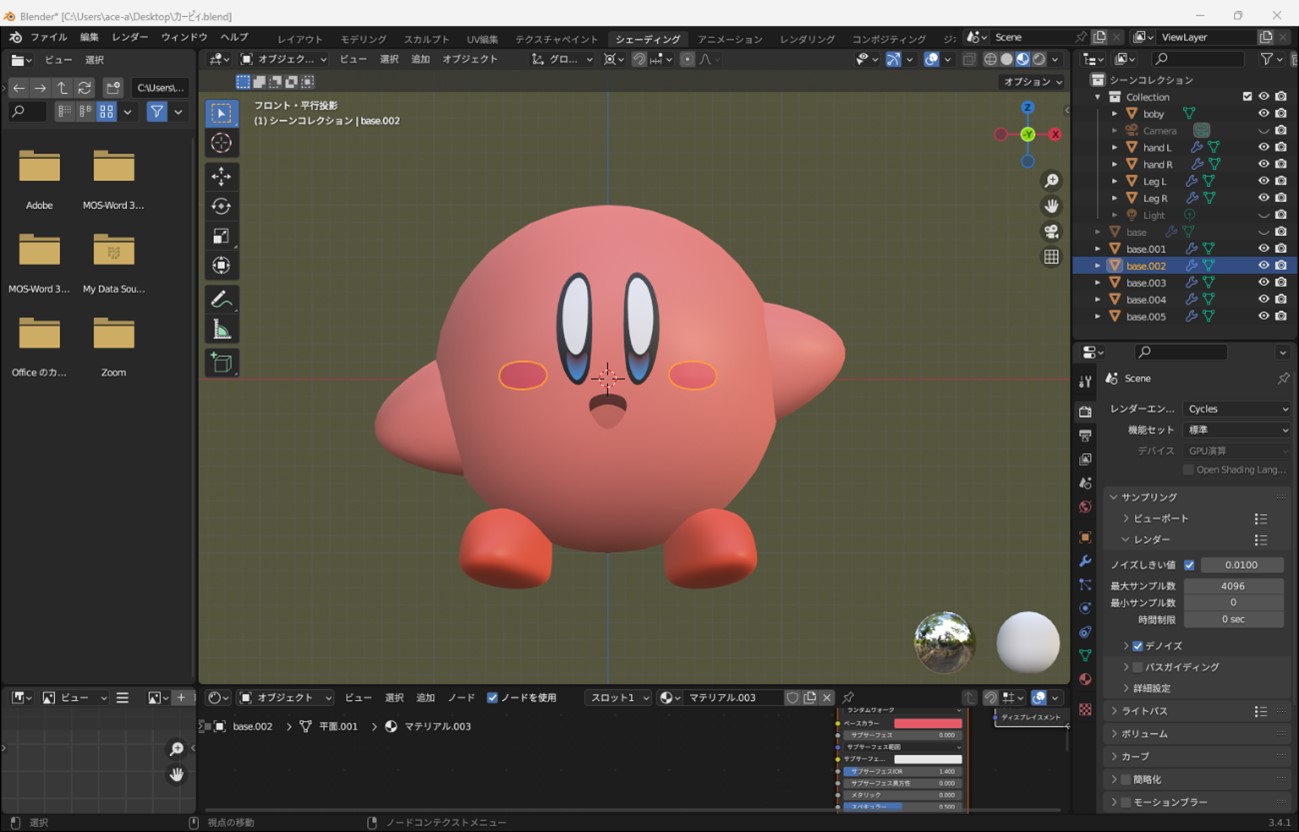 Blender* [C:\Users\ace-a\Desktop\カービィ.blend]
ファイル 編集 レンダー ウィンドウ ヘルプ レイアウト モデリング スカルプト UV編集 テクスチャペイント シェーディング アニメーション レンダリング コンポジティング Scene ViewLayer
ビュー 選択
オブジェク... ビュー 選択 追加 オブジェクト グロ...
オプション
C:\Users\...
フロント・平行投影
(1) シーンコレクション | base.002
Z
-Y
X
Adobe
MOS-Word 3...
MOS-Word 3...
My Data Sou...
Office のカ...
Zoom
シーンコレクション
Collection
boby
Camera
hand L
hand R
Leg L
Leg R
Light
base
base.001
base.002
base.003
base.004
base.005
Scene
レンダーエン... Cycles
機能セット 標準
デバイス GPU演算
Open Shading Lang...
サンプリング
ビューポート
レンダー
ノイズしきい値 0.0100
最大サンプル数 4096
最小サンプル数 0
時間制限 0 sec
デノイズ
パスガイディング
詳細設定
ライトパス
ボリューム
カーブ
簡略化
モーションブラー
ビュー
オブジェクト ビュー 選択 追加 ノード ノードを使用 スロット1 マテリアル.003
base.002 平面.001 マテリアル.003
ランダムウォーク
ベースカラー
サブサーフェス 0.000
サブサーフェス範囲
サブサーフェ...
サブサーフェスIOR 1.400
サブサーフェス異方性 0.000
メタリック 0.000
スペキュラー 0.500
ディスプレイスメント
選択 視点の移動 ノードコンテクストメニュー 3.4.1